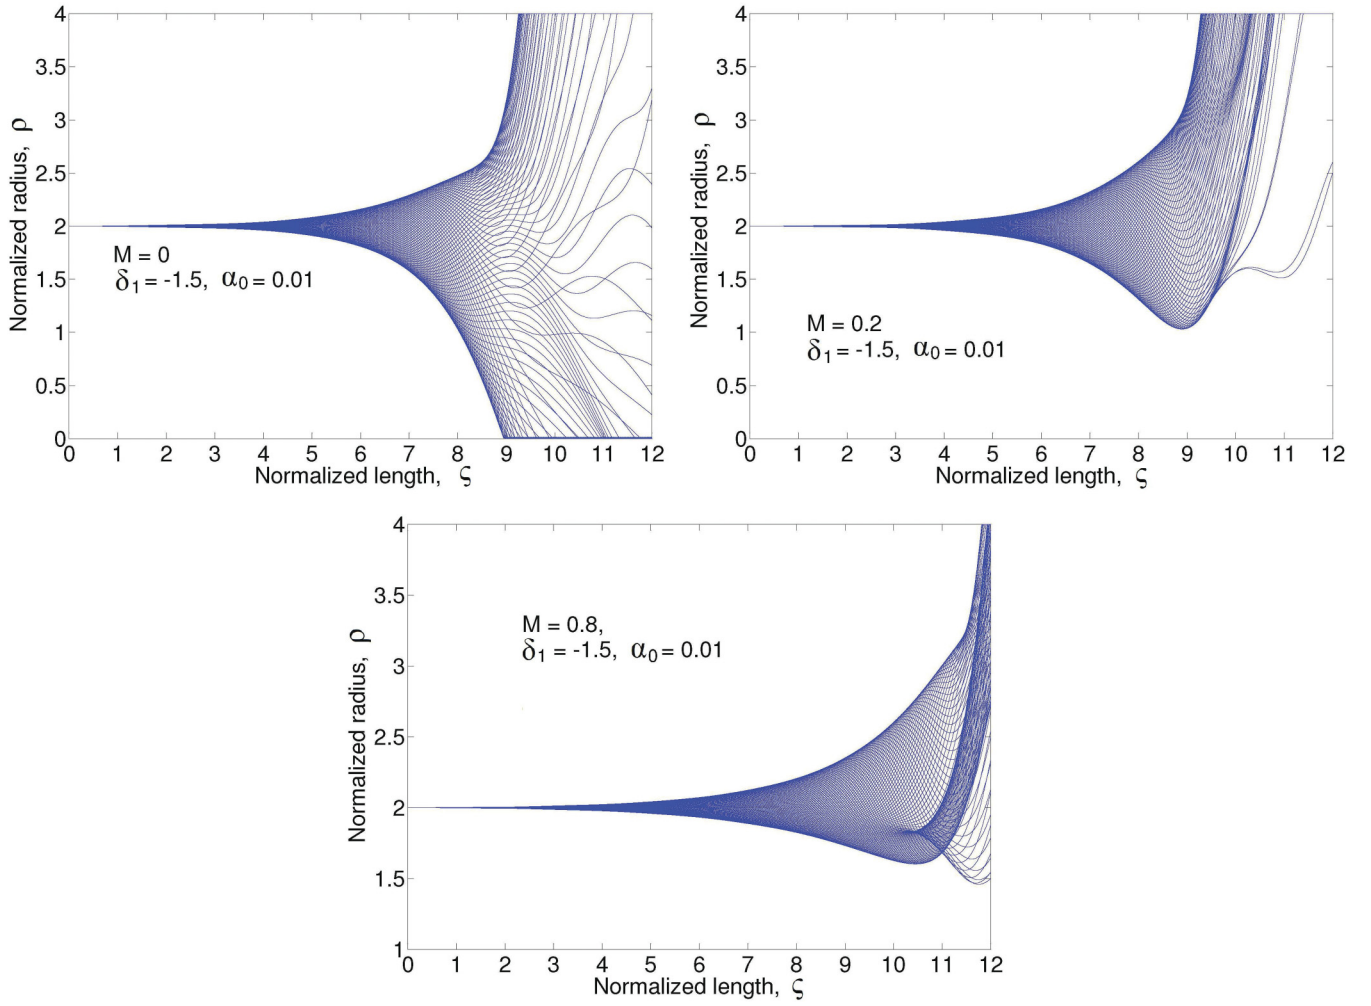 4
3.5
3
2.5
2
1.5
1
0.5
0
Normalized radius, ρ
M = 0
δ₁ = -1.5, α₀ = 0.01
0 1 2 3 4 5 6 7 8 9 10 11 12
Normalized length, ς
4
3.5
3
2.5
2
1.5
1
0.5
0
Normalized radius, ρ
M = 0.2
δ₁ = -1.5, α₀ = 0.01
0 1 2 3 4 5 6 7 8 9 10 11 12
Normalized length, ς
4
3.5
3
2.5
2
1.5
1
Normalized radius, ρ
M = 0.8,
δ₁ = -1.5, α₀ = 0.01
0 1 2 3 4 5 6 7 8 9 10 11 12
Normalized length, ς